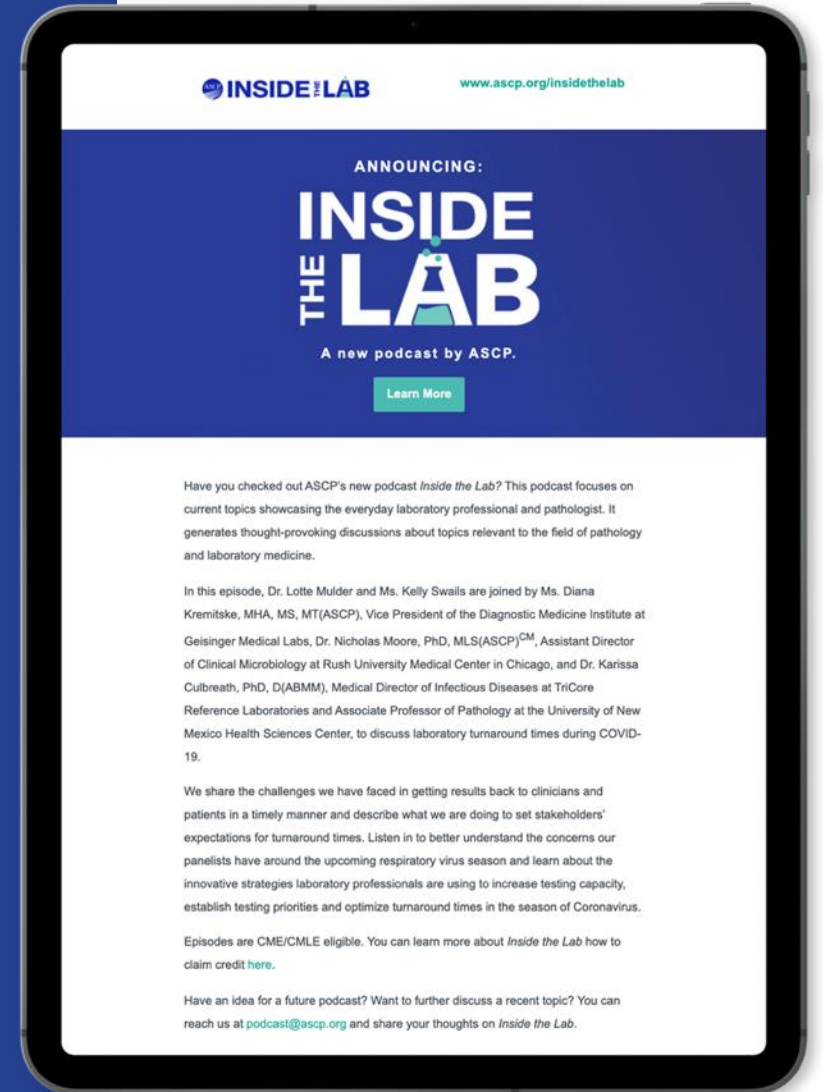 ASCP INSIDE THE LAB
www.ascp.org/insidethelab
ANNOUNCING:
INSIDE
THE LAB
A new podcast by ASCP.
Learn More
Have you checked out ASCP's new podcast Inside the Lab? This podcast focuses on
current topics showcasing the everyday laboratory professional and pathologist. It
generates thought-provoking discussions about topics relevant to the field of pathology
and laboratory medicine.
In this episode, Dr. Lotte Mulder and Ms. Kelly Swails are joined by Ms. Diana
Kremitske, MHA, MS, MT(ASCP), Vice President of the Diagnostic Medicine Institute at
Geisinger Medical Labs, Dr. Nicholas Moore, PhD, MLS(ASCP)CM, Assistant Director
of Clinical Microbiology at Rush University Medical Center in Chicago, and Dr. Karissa
Culbreath, PhD, D(ABMM), Medical Director of Infectious Diseases at TriCore
Reference Laboratories and Associate Professor of Pathology at the University of New
Mexico Health Sciences Center, to discuss laboratory turnaround times during COVID-
19.
We share the challenges we have faced in getting results back to clinicians and
patients in a timely manner and describe what we are doing to set stakeholders'
expectations for turnaround times. Listen in to better understand the concerns our
panelists have around the upcoming respiratory virus season and learn about the
innovative strategies laboratory professionals are using to increase testing capacity,
establish testing priorities and optimize turnaround times in the season of Coronavirus.
Episodes are CME/CMLE eligible. You can learn more about Inside the Lab how to
claim credit here.
Have an idea for a future podcast? Want to further discuss a recent topic? You can
reach us at podcast@ascp.org and share your thoughts on Inside the Lab.